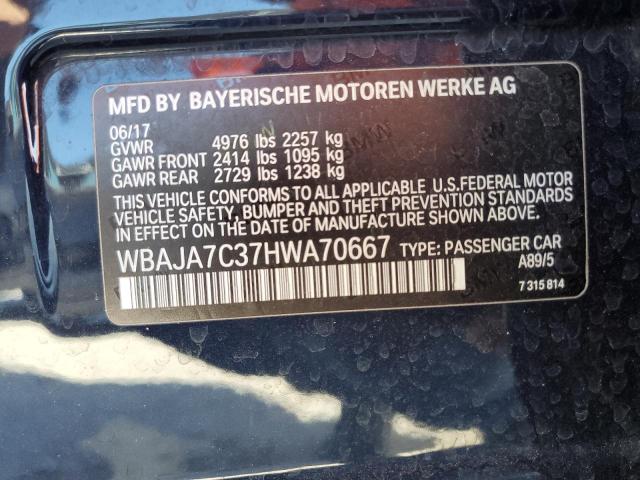 MFD BY BAYERISCHE MOTOREN WERKE AG
06/17
GVWR 4976 lbs 2257 kg
GAWR FRONT 2414 lbs 1095 kg
GAWR REAR 2729 lbs 1238 kg
THIS VEHICLE CONFORMS TO ALL APPLICABLE U.S.FEDERAL MOTOR
VEHICLE SAFETY, BUMPER AND THEFT PREVENTION STANDARDS
IN EFFECT ON THE DATE OF MANUFACTURE SHOWN ABOVE.
WBAJA7C37HWA70667 TYPE: PASSENGER CAR
A89/5
7 315 814